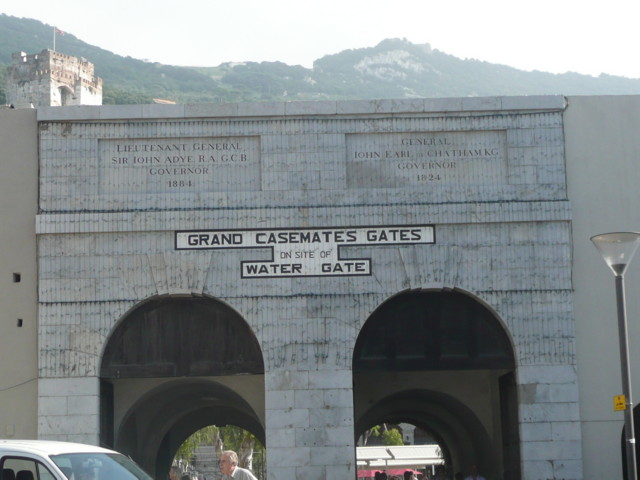 LIEUTENANT GENERAL
SIR JOHN ADYE R.A. G.C.B.
GOVERNOR
1884
GENERAL
JOHN EARL OF CHATHAM K.G.
GOVERNOR
1824
GRAND CASEMATES GATES
ON SITE OF
WATER GATE